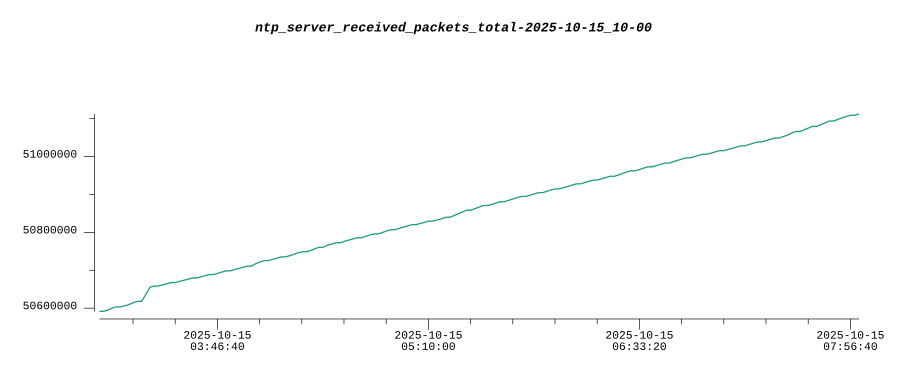 ntp_server_received_packets_total-2025-10-15_10-00
51000000
50800000
50600000
2025-10-15 2025-10-15 2025-10-15 2025-10-15
03:46:40 05:10:00 06:33:20 07:56:40